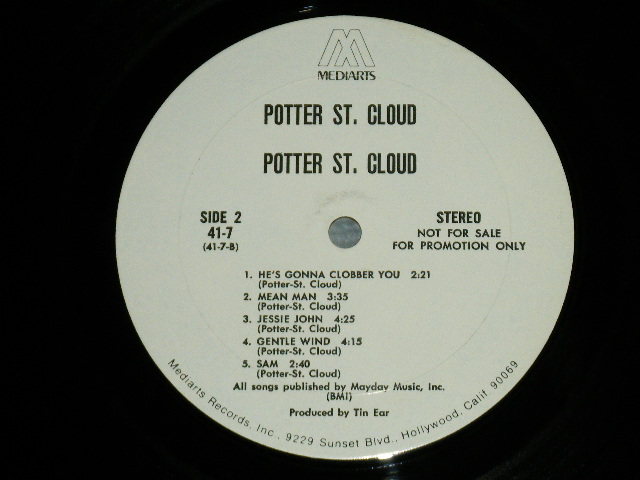 MEDIARTS
POTTER ST. CLOUD
POTTER ST. CLOUD
SIDE 2
41-7
(41-7-B)
STEREO
NOT FOR SALE
FOR PROMOTION ONLY
1. HE'S GONNA CLOBBER YOU 2:21
(Potter-St. Cloud)
2. MEAN MAN 3:35
(Potter-St. Cloud)
3. JESSIE JOHN 4:25
(Potter-St. Cloud)
4. GENTLE WIND 4:15
(Potter-St. Cloud)
5. SAM 2:40
(Potter-St. Cloud)
All songs published by Mayday Music, Inc.
(BMI)
Produced by Tin Ear
Mediarts Records, Inc., 9229 Sunset Blvd., Hollywood, Calif 90069